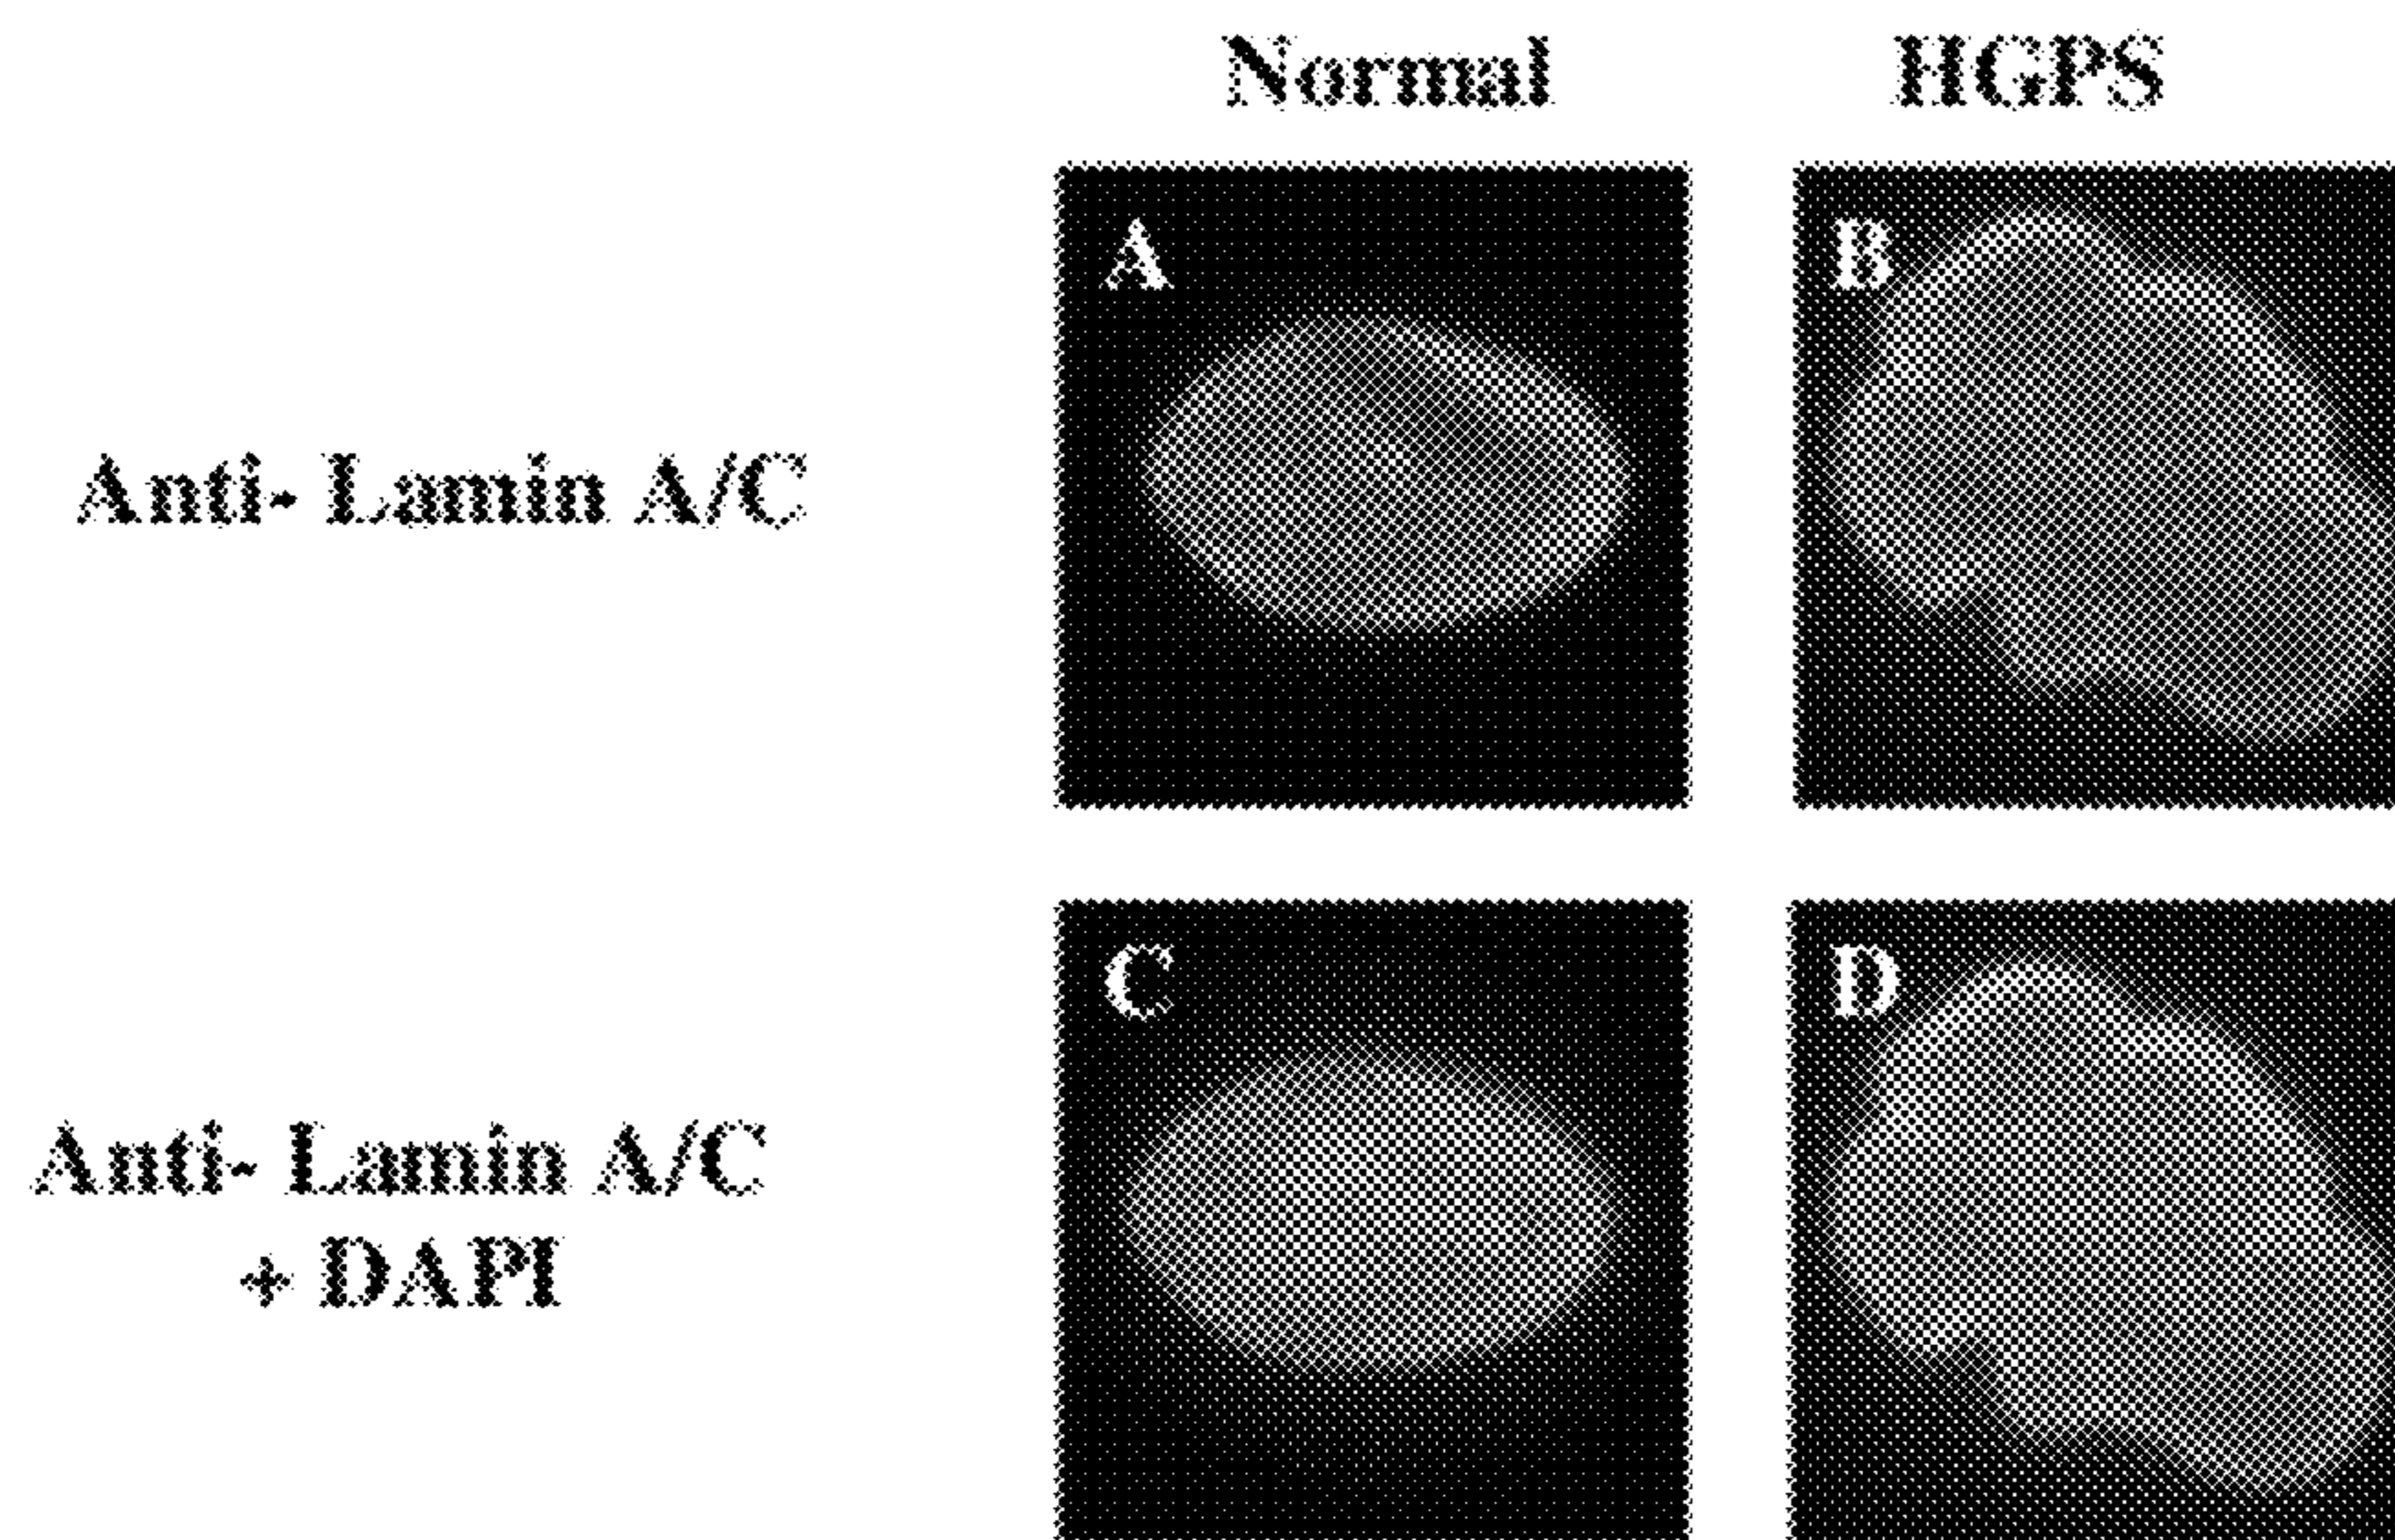 Normal HGPS
A B
Anti- Lamin A/C
C D
Anti- Lamin A/C
+ DAPI